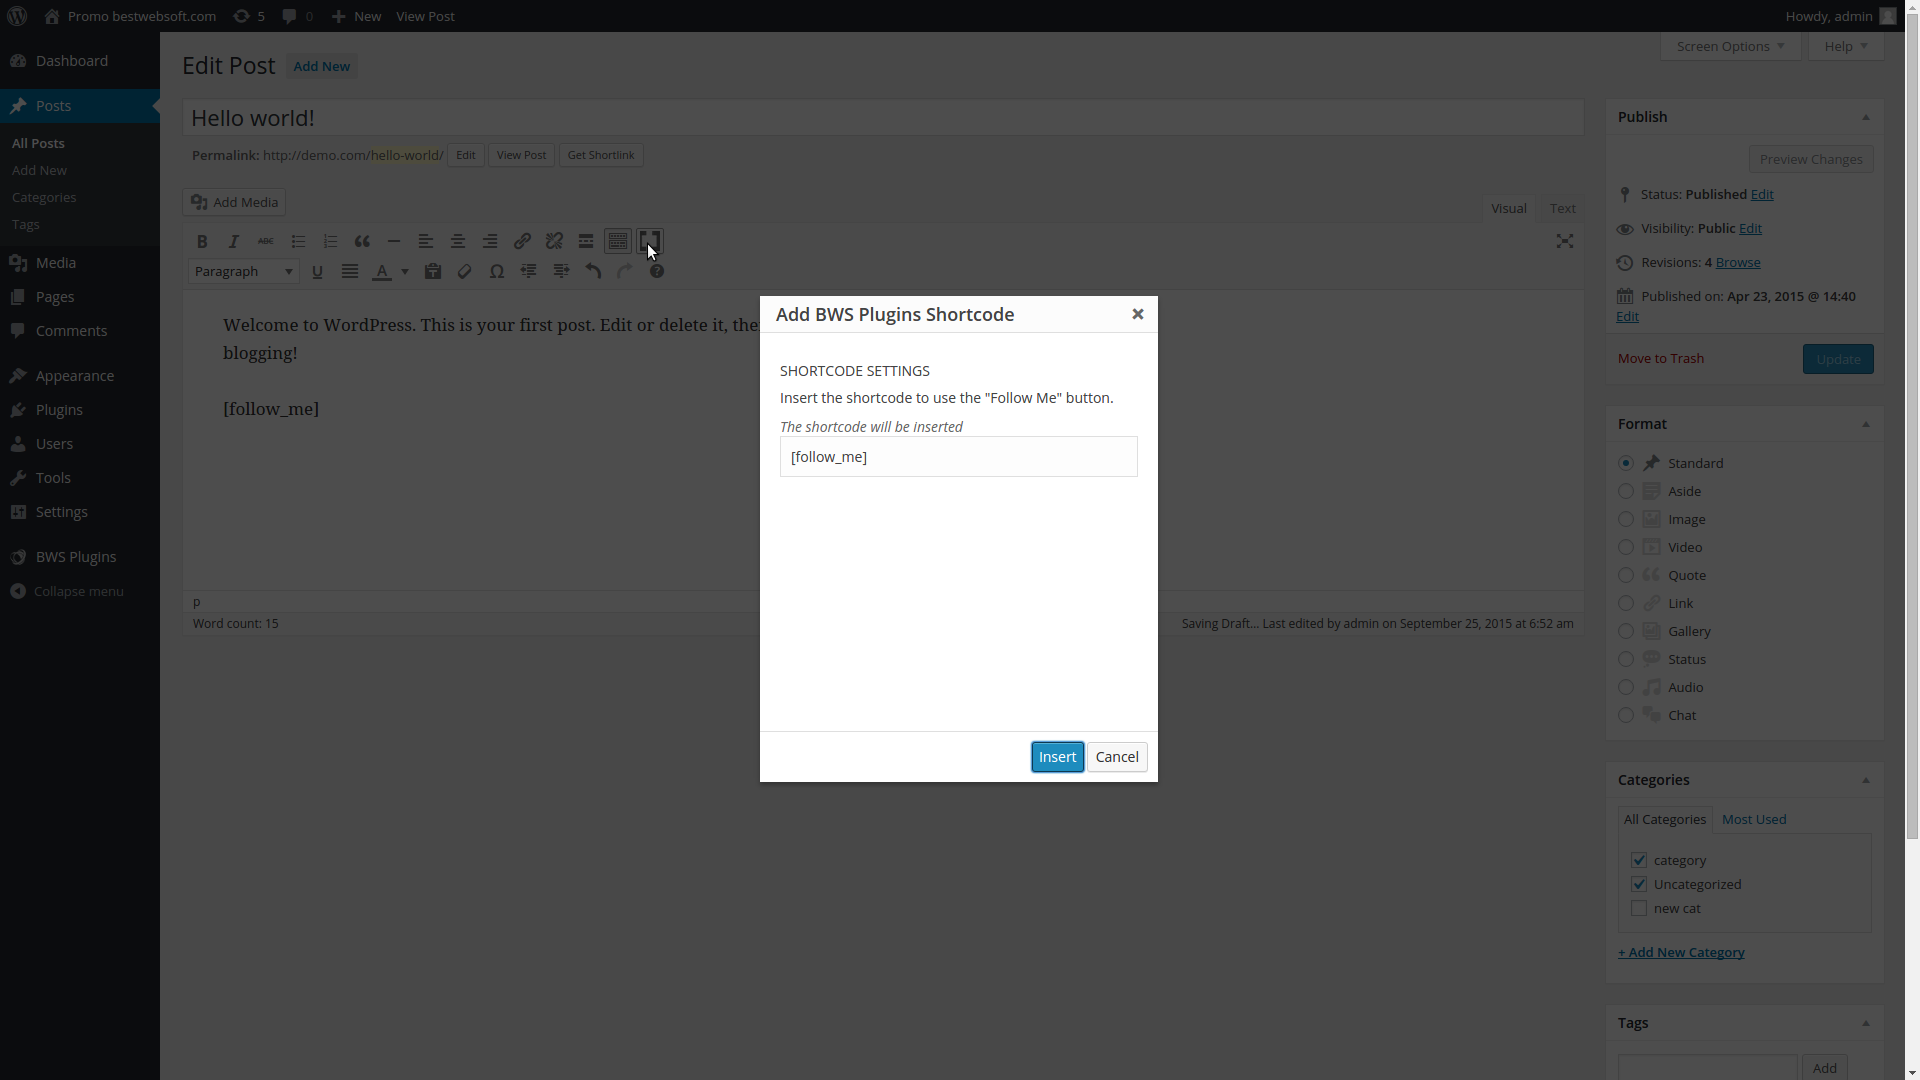 Promo bestwebsoft.com 5 0 New View Post Howdy, admin
Dashboard
Posts
All Posts
Add New
Categories
Tags
Media
Pages
Comments
Appearance
Plugins
Users
Tools
Settings
BWS Plugins
Collapse menu
Screen Options Help
Edit Post Add New
Hello world!
Permalink: http://demo.com/hello-world/ Edit View Post Get Shortlink
Add Media
Visual Text
B I ABC
Paragraph U A Ω ?
Welcome to WordPress. This is your first post. Edit or delete it,
blogging!
[follow_me]
p
Word count: 15
Saving Draft... Last edited by admin on September 25, 2015 at 6:52 am
Add BWS Plugins Shortcode
SHORTCODE SETTINGS
Insert the shortcode to use the "Follow Me" button.
The shortcode will be inserted
[follow_me]
Insert Cancel
Publish
Preview Changes
Status: Published Edit
Visibility: Public Edit
Revisions: 4 Browse
Published on: Apr 23, 2015 @ 14:40
Edit
Move to Trash Update
Format
Standard
Aside
Image
Video
Quote
Link
Gallery
Status
Audio
Chat
Categories
All Categories Most Used
category
Uncategorized
new cat
+ Add New Category
Tags
Add